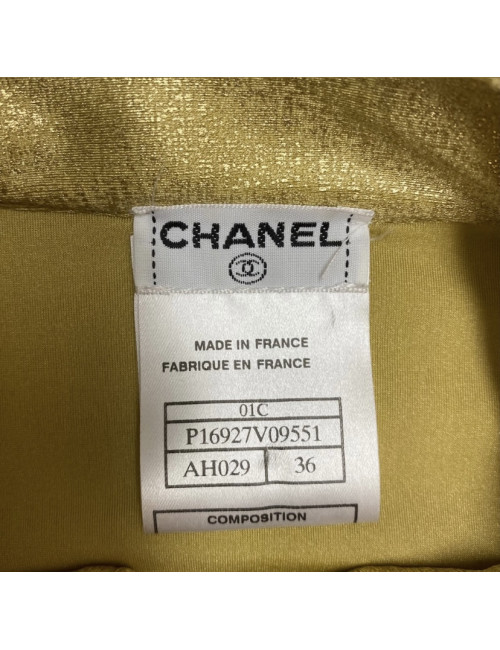 CHANEL
MADE IN FRANCE
FABRIQUE EN FRANCE
01C
P16927V09551
AH029 36
COMPOSITION